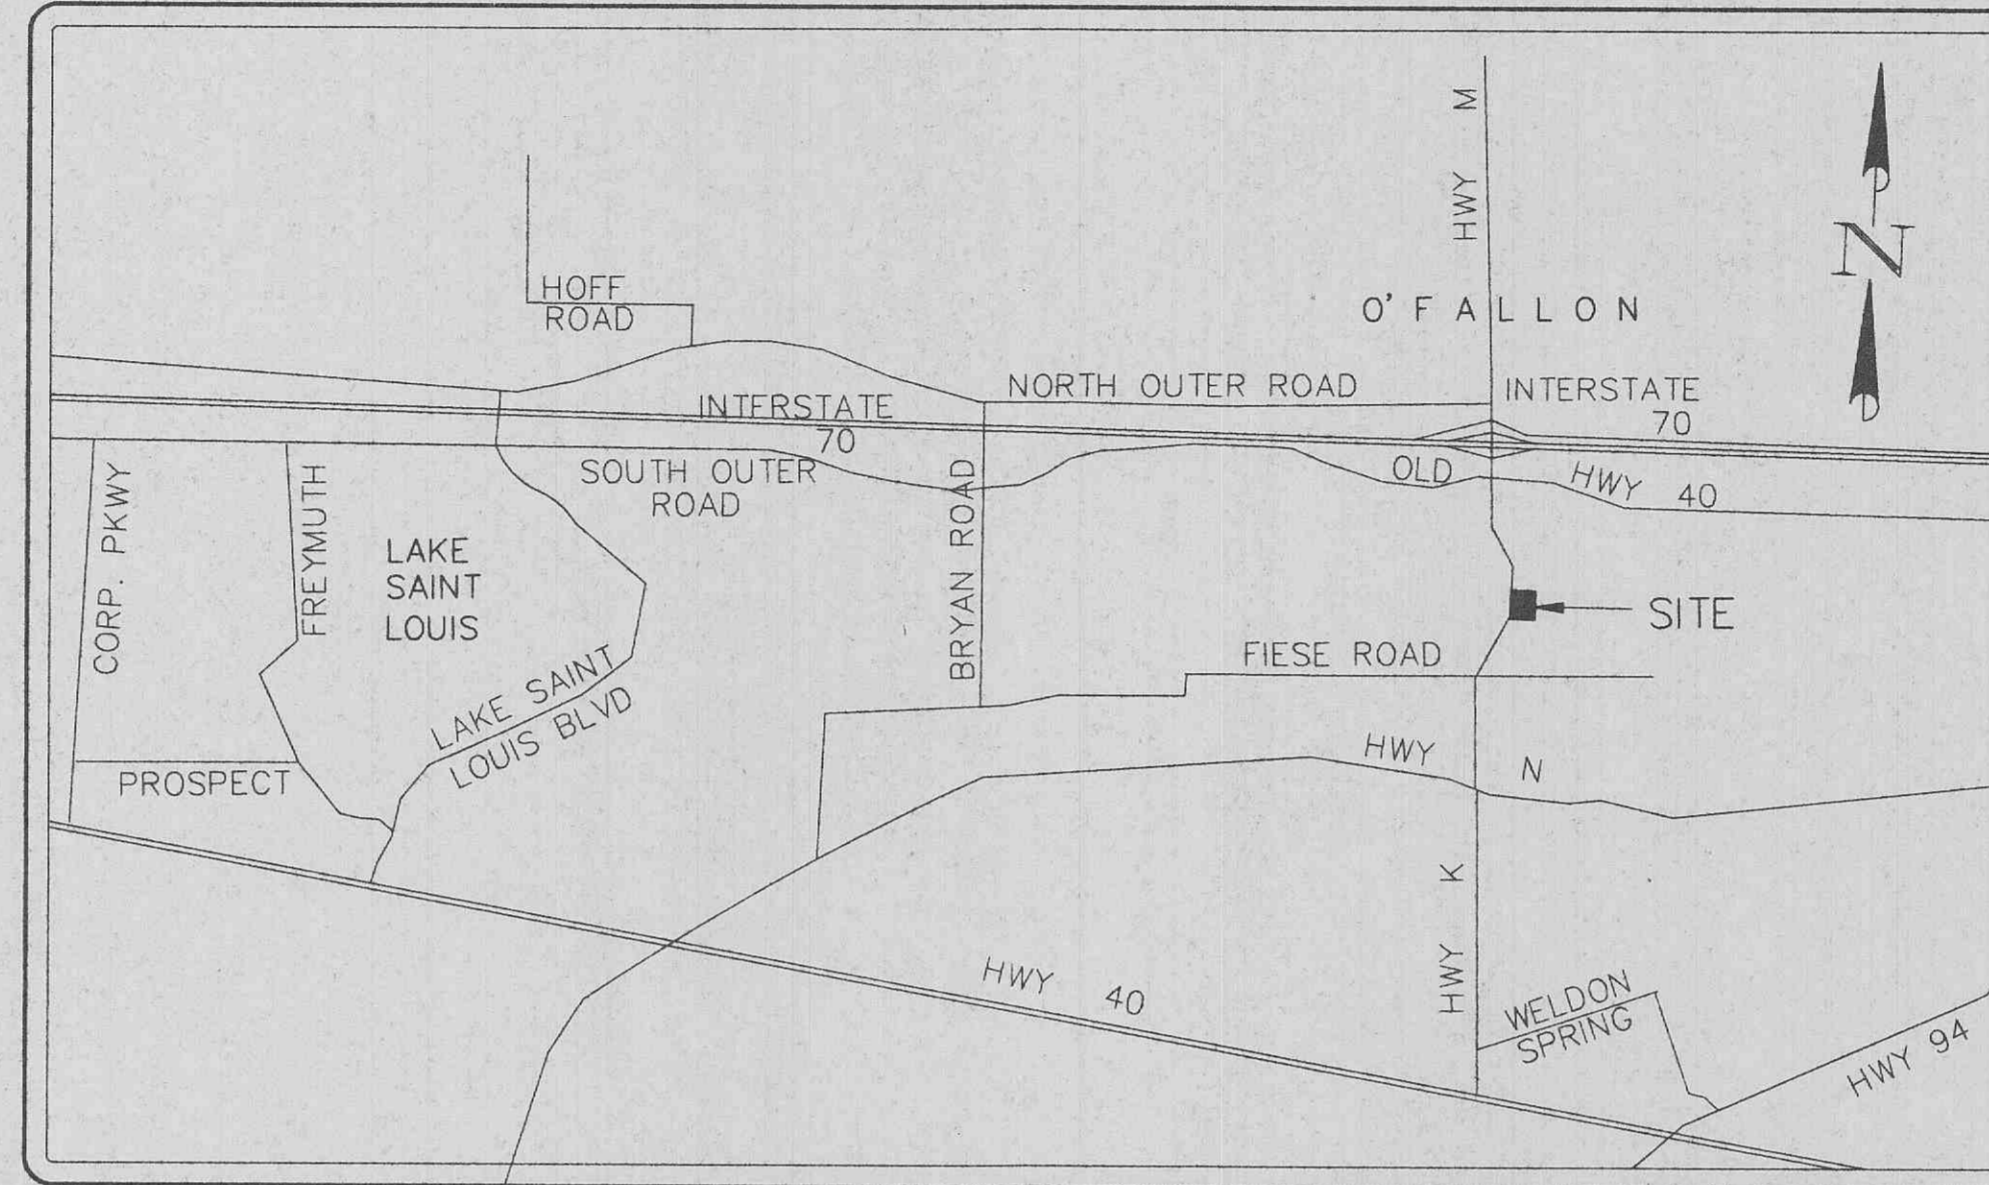 HWY M
N
HOFF
ROAD
O'FALLON
INTERSTATE
70
NORTH OUTER ROAD
INTERSTATE
70
SOUTH OUTER
ROAD
OLD HWY 40
CORP. PKWY
FREYMUTH
LAKE
SAINT
LOUIS
BRYAN ROAD
SITE
FIESE ROAD
LAKE SAINT
LOUIS BLVD
PROSPECT
HWY N
HWY K
HWY 40
WELDON
SPRING
HWY 94